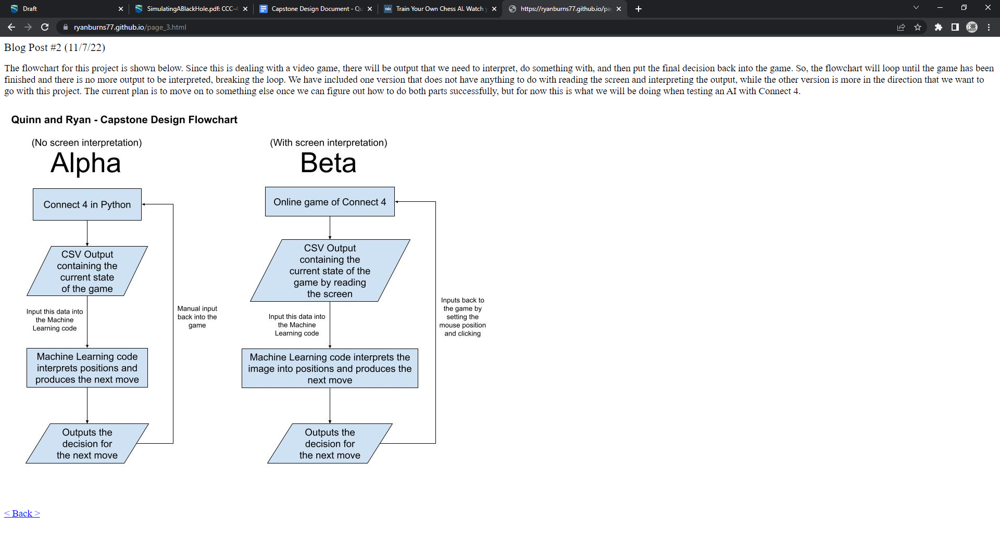 Draft
SimulatingABlackHole.pdf: CCC-4
Capstone Design Document - Qu
tds
Train Your Own Chess AI. Watch
https://ryanburns77.github.io/pa
ryanburns77.github.io/page_3.html
Blog Post #2 (11/7/22)
The flowchart for this project is shown below. Since this is dealing with a video game, there will be output that we need to interpret, do something with, and then put the final decision back into the game. So, the flowchart will loop until the game has been
finished and there is no more output to be interpreted, breaking the loop. We have included one version that does not have anything to do with reading the screen and interpreting the output, while the other version is more in the direction that we want to
go with this project. The current plan is to move on to something else once we can figure out how to do both parts successfully, but for now this is what we will be doing when testing an AI with Connect 4.
Quinn and Ryan - Capstone Design Flowchart
(No screen interpretation)
Alpha
Connect 4 in Python
CSV Output
containing the
current state
of the game
Input this data into
the Machine
Learning code
Manual input
back into the
game
Machine Learning code
interprets positions and
produces the next move
Outputs the
decision for
the next move
(With screen interpretation)
Beta
Online game of Connect 4
CSV Output
containing the
current state of the
game by reading
the screen
Input this data into
the Machine
Learning code
Inputs back to
the game by
setting the
mouse position
and clicking
Machine Learning code interprets the
image into positions and produces the
next move
Outputs the
decision for
the next move
< Back >